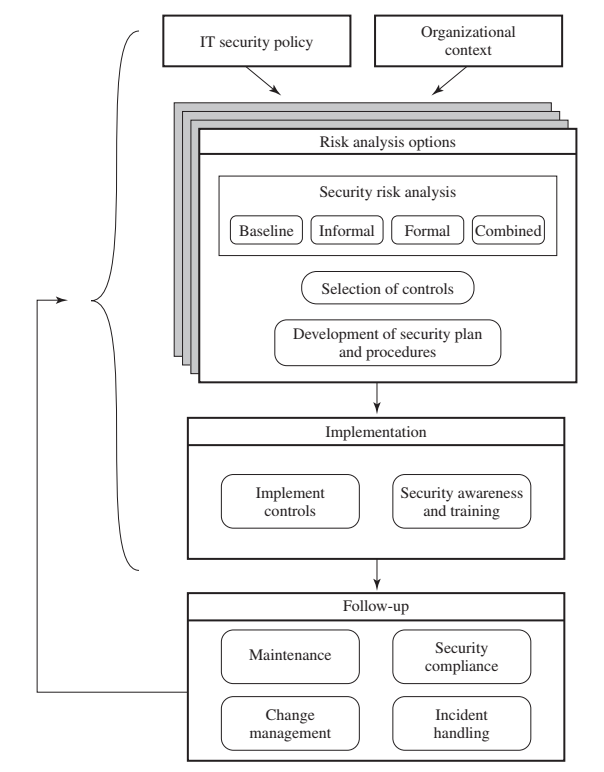 IT security policy
Organizational
context
Risk analysis options
Security risk analysis
Baseline
Informal
Formal
Combined
Selection of controls
Development of security plan
and procedures
Implementation
Implement
controls
Security awareness
and training
Follow-up
Maintenance
Security
compliance
Change
management
Incident
handling